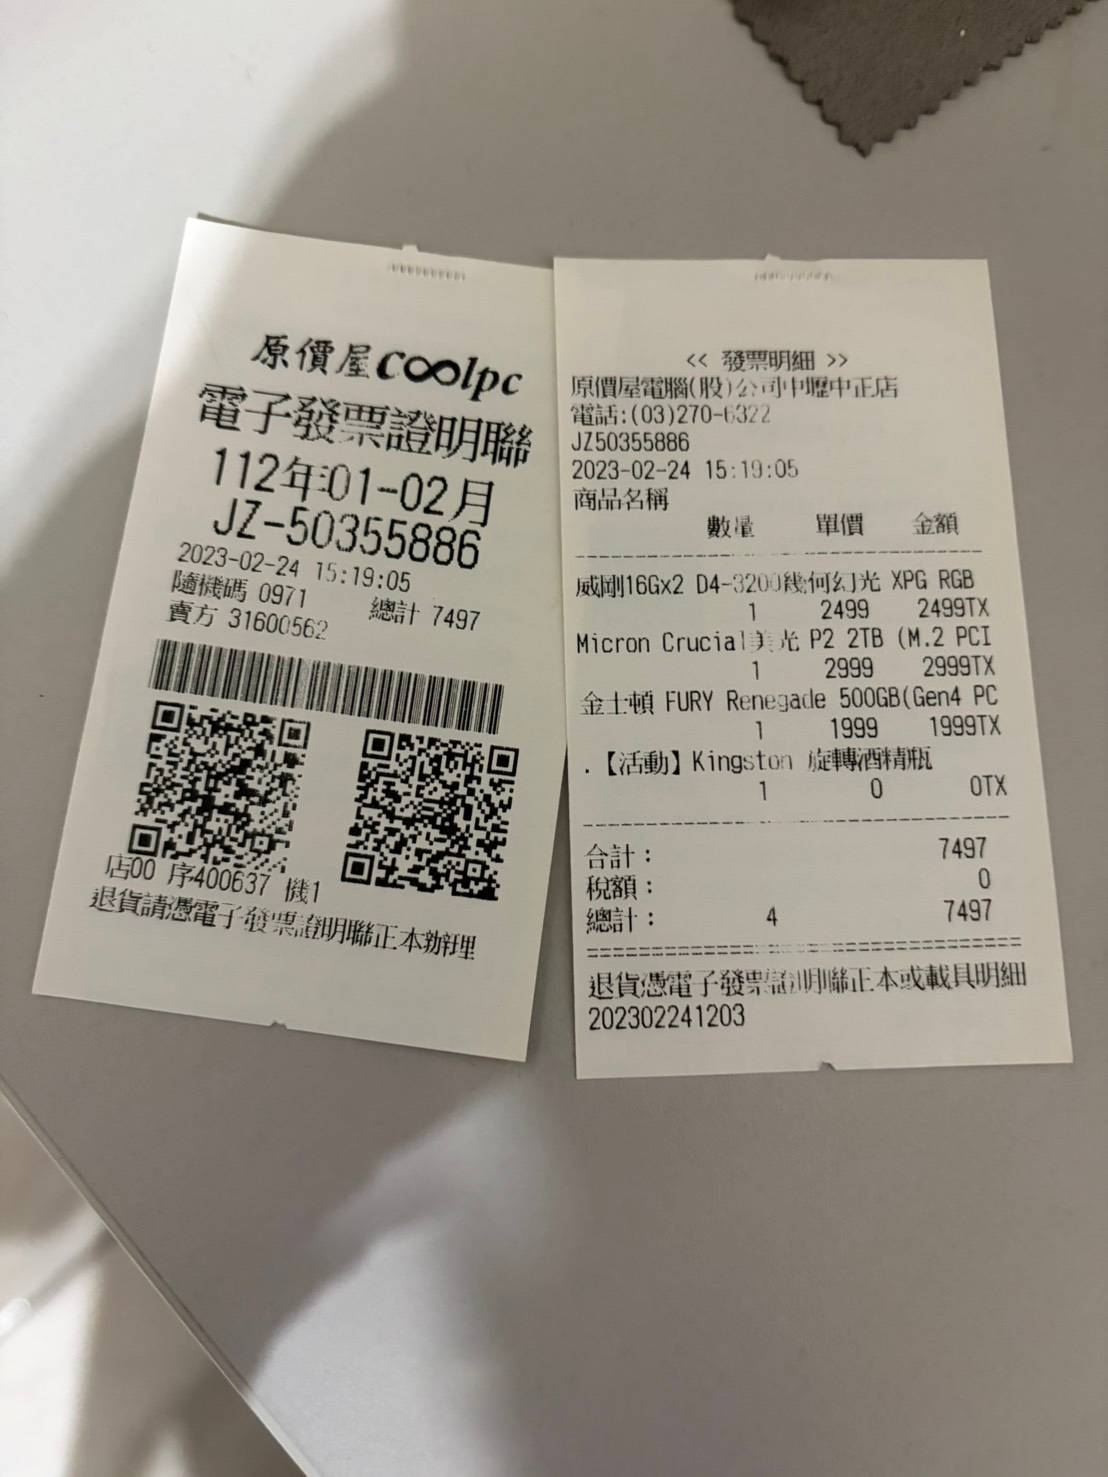 原價屋coolpc
電子發票證明聯
112年01-02月
JZ-50355886
2023-02-24 15:19:05
隨機碼 0971 總計 7497
賣方 31600562
店00 序400637 機1
退貨請憑電子發票證明聯正本辦理
<< 發票明細 >>
原價屋電腦(股)公司中壢中正店
電話:(03)270-6322
JZ50355886
2023-02-24 15:19:05
商品名稱
數量 單價 金額
威剛16Gx2 D4-3200幾何幻光 XPG RGB
1 2499 2499TX
Micron Crucial美光 P2 2TB (M.2 PCI
1 2999 2999TX
金士頓 FURY Renegade 500GB(Gen4 PC
1 1999 1999TX
.【活動】Kingston 旋轉酒精瓶
1 0 0TX
合計： 7497
稅額： 0
總計： 4 7497
退貨憑電子發票證明聯正本或載具明細
202302241203